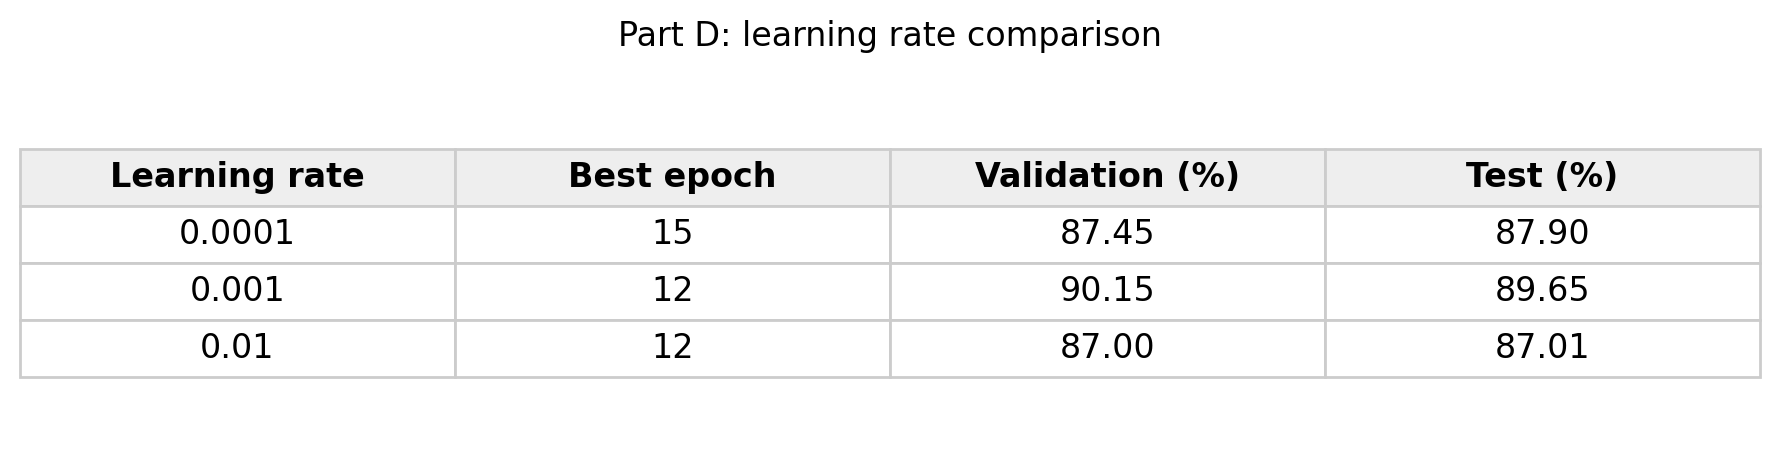 Part D: learning rate comparison
Learning rate Best epoch Validation (%) Test (%)
0.0001 15 87.45 87.90
0.001 12 90.15 89.65
0.01 12 87.00 87.01